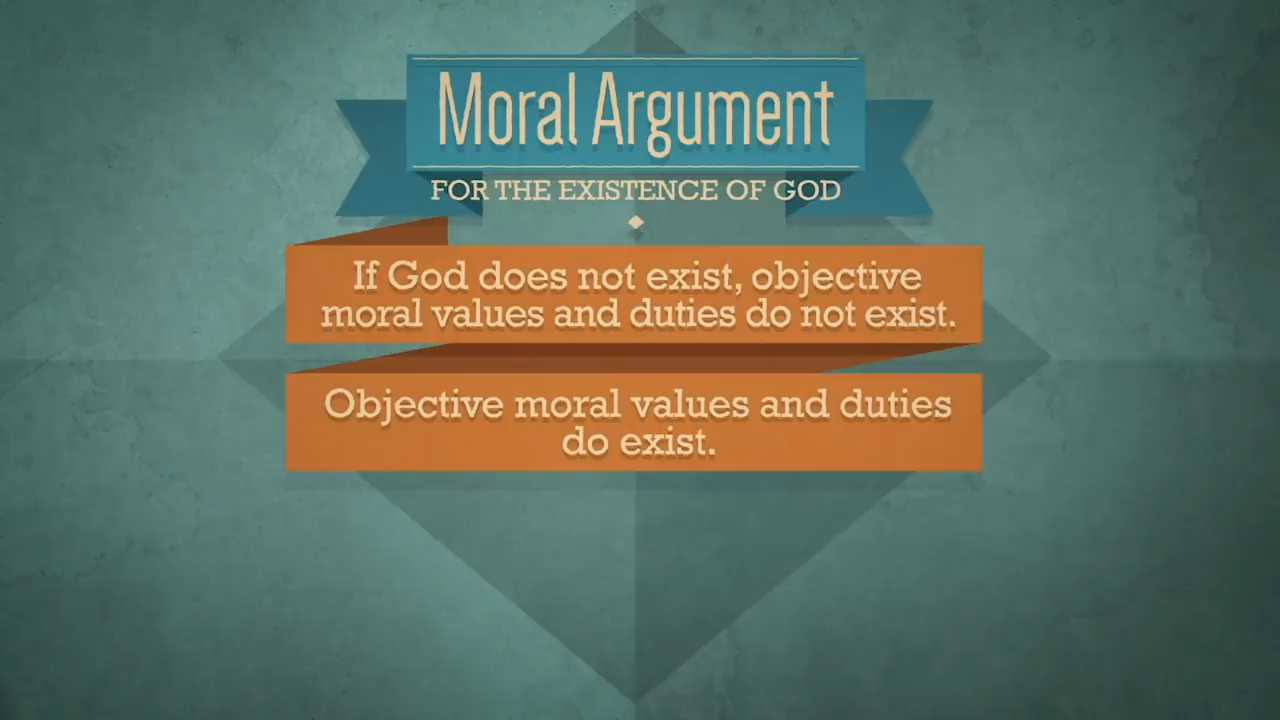 Moral Argument
FOR THE EXISTENCE OF GOD
If God does not exist, objective
moral values and duties do not exist.
Objective moral values and duties
do exist.